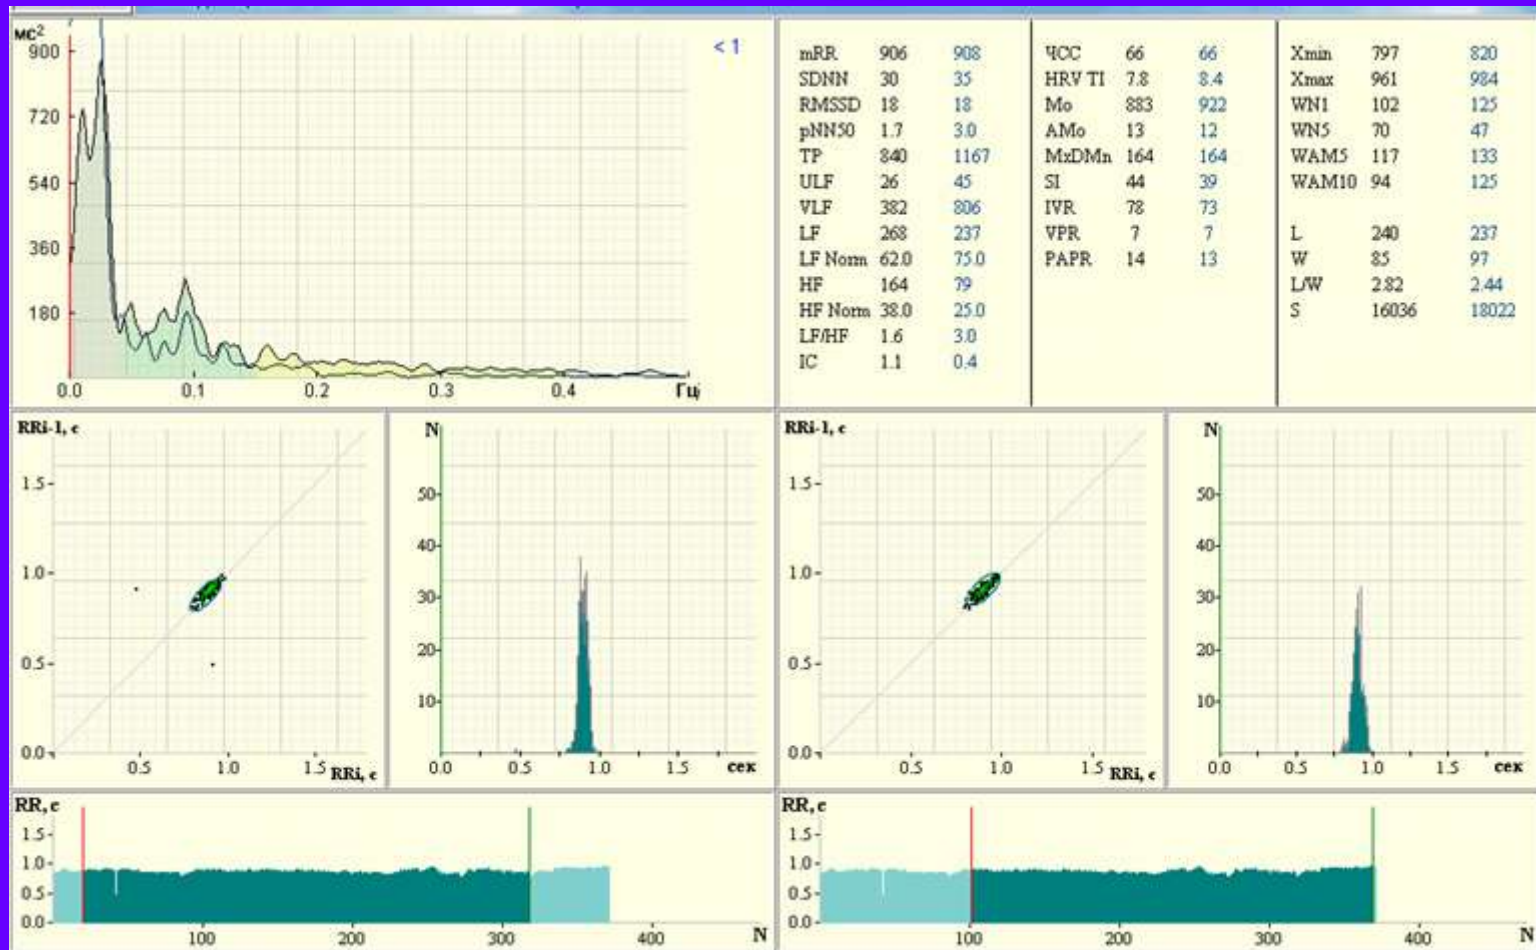 мс²
900
720
540
360
180
0.0 0.1 0.2 0.3 0.4 Гц
< 1
mRR 906 908
SDNN 30 35
RMSSD 18 18
pNN50 1.7 3.0
TP 840 1167
ULF 26 45
VLF 382 806
LF 268 237
LF Norm 62.0 75.0
HF 164 79
HF Norm 38.0 25.0
LF/HF 1.6 3.0
IC 1.1 0.4
ЧСС 66 66
HRV TI 7.8 8.4
Mo 883 922
AMo 13 12
MxDMn 164 164
SI 44 39
IVR 78 73
VPR 7 7
PAPR 14 13
Xmin 797 820
Xmax 961 984
WN1 102 125
WN5 70 47
WAM5 117 133
WAM10 94 125
L 240 237
W 85 97
L/W 2.82 2.44
S 16036 18022
RRi-1, с
1.5
1.0
0.5
0.0
0.5 1.0 1.5 RRi, с
N
50
40
30
20
10
0.0 0.5 1.0 1.5 сек
RRi-1, с
1.5
1.0
0.5
0.0
0.5 1.0 1.5 RRi, с
N
50
40
30
20
10
0.0 0.5 1.0 1.5 сек
RR, с
1.5
1.0
0.5
0.0
100 200 300 400 N
RR, с
1.5
1.0
0.5
0.0
100 200 300 400 N